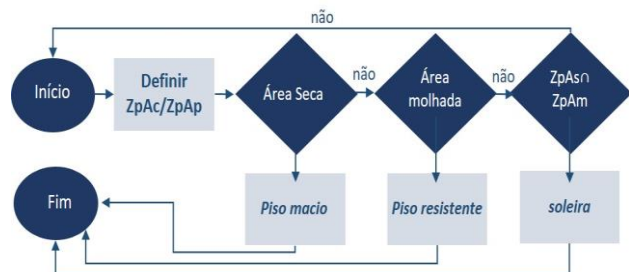 não
Início
Definir
ZpAc/ZpAp
Área Seca
não
Área
molhada
não
ZpAs∩
ZpAm
Fim
Piso macio
Piso resistente
soleira